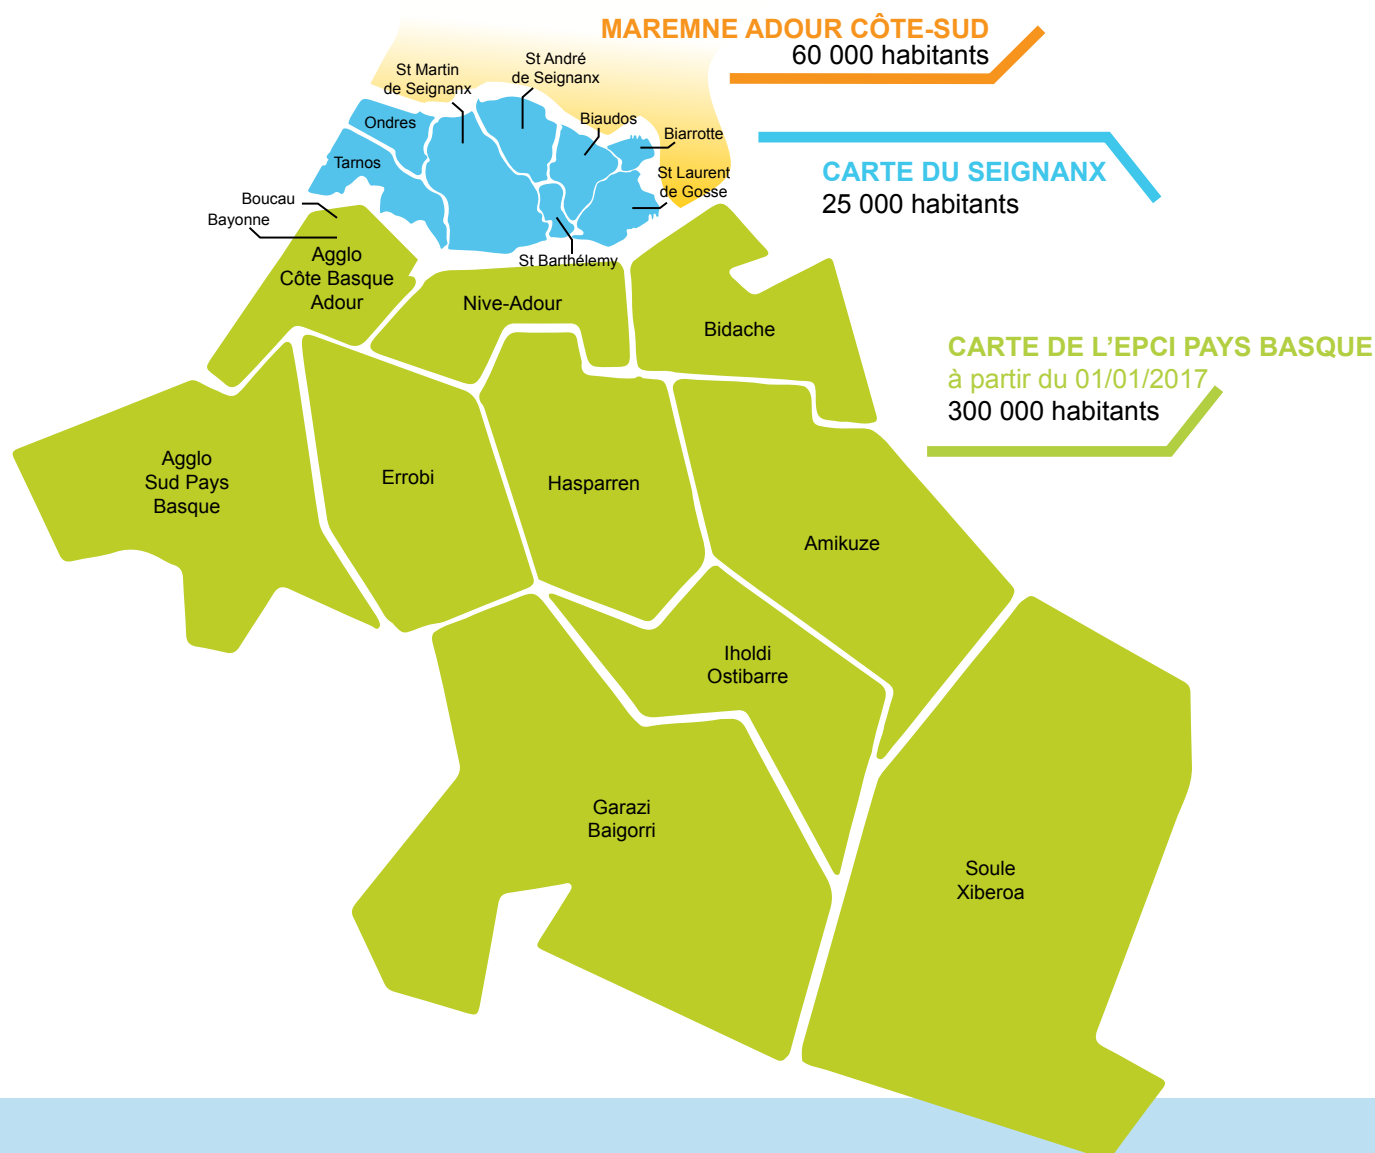 MAREMNE ADOUR CÔTE-SUD
60 000 habitants
St Martin
de Seignanx
St André
de Seignanx
Ondres
Biaudos
Biarrotte
Tarnos
St Laurent
de Gosse
CARTE DU SEIGNANX
25 000 habitants
Boucau
Bayonne
St Barthélemy
Agglo
Côte Basque
Adour
Nive-Adour
Bidache
CARTE DE L'EPCI PAYS BASQUE
à partir du 01/01/2017
300 000 habitants
Agglo
Sud Pays
Basque
Errobi
Hasparren
Amikuze
Iholdi
Ostibarre
Garazi
Baigorri
Soule
Xiberoa